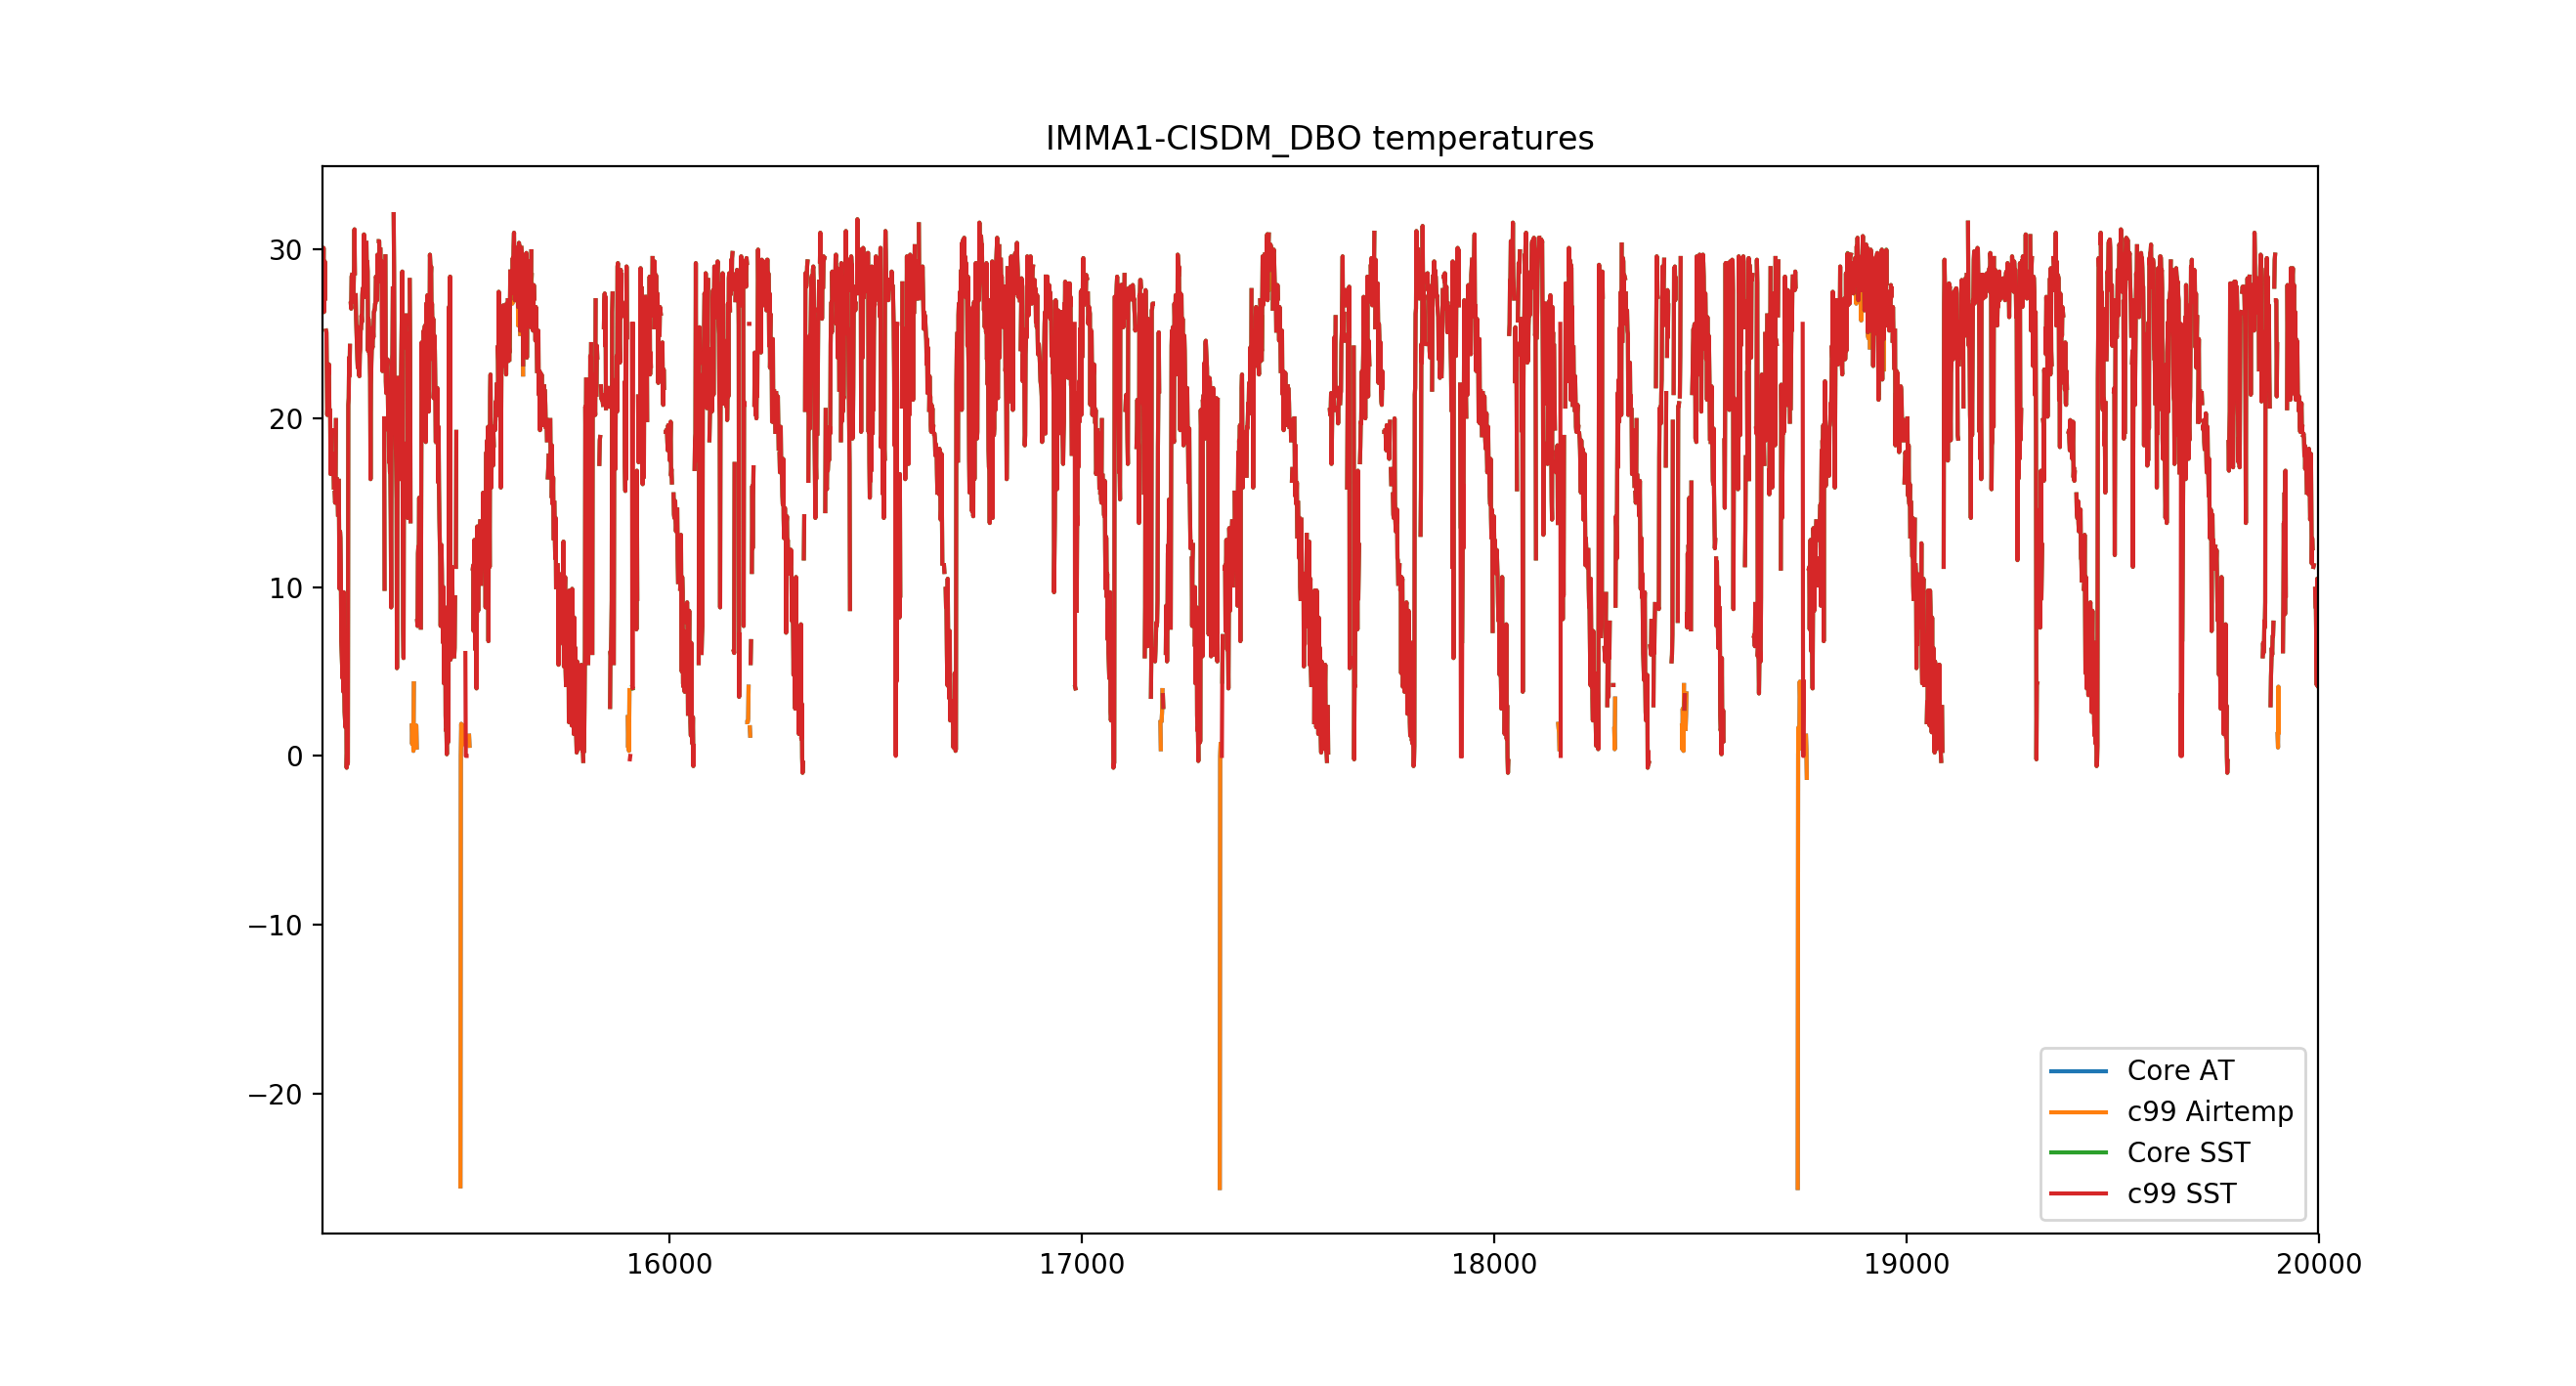 IMMA1-CISDM_DBO temperatures
30
20
10
0
−10
−20
16000
17000
18000
19000
20000
Core AT
c99 Airtemp
Core SST
c99 SST